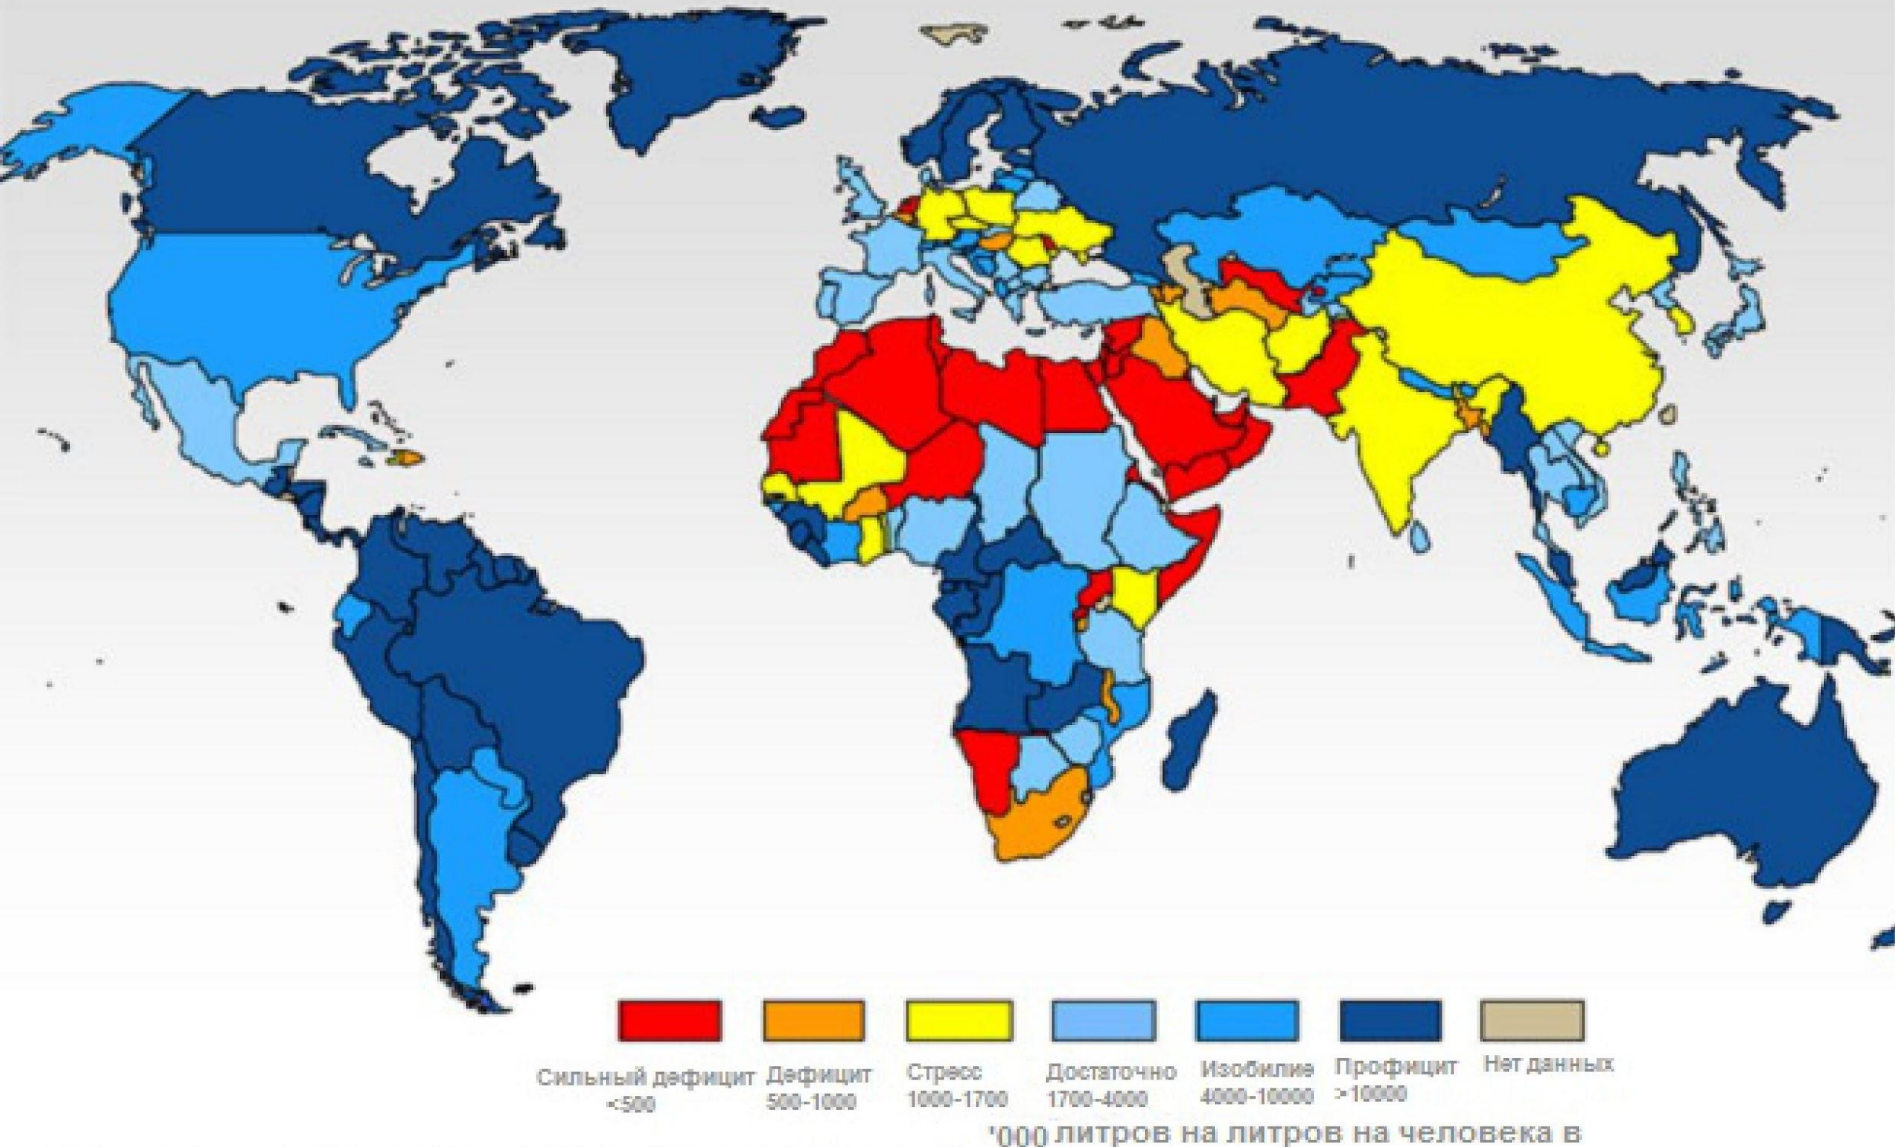 Сильный дефицит
<500
Дефицит
500-1000
Стресс
1000-1700
Достаточно
1700-4000
Изобилие
4000-10000
Профицит
>10000
Нет данных
'000 литров на литров на человека в